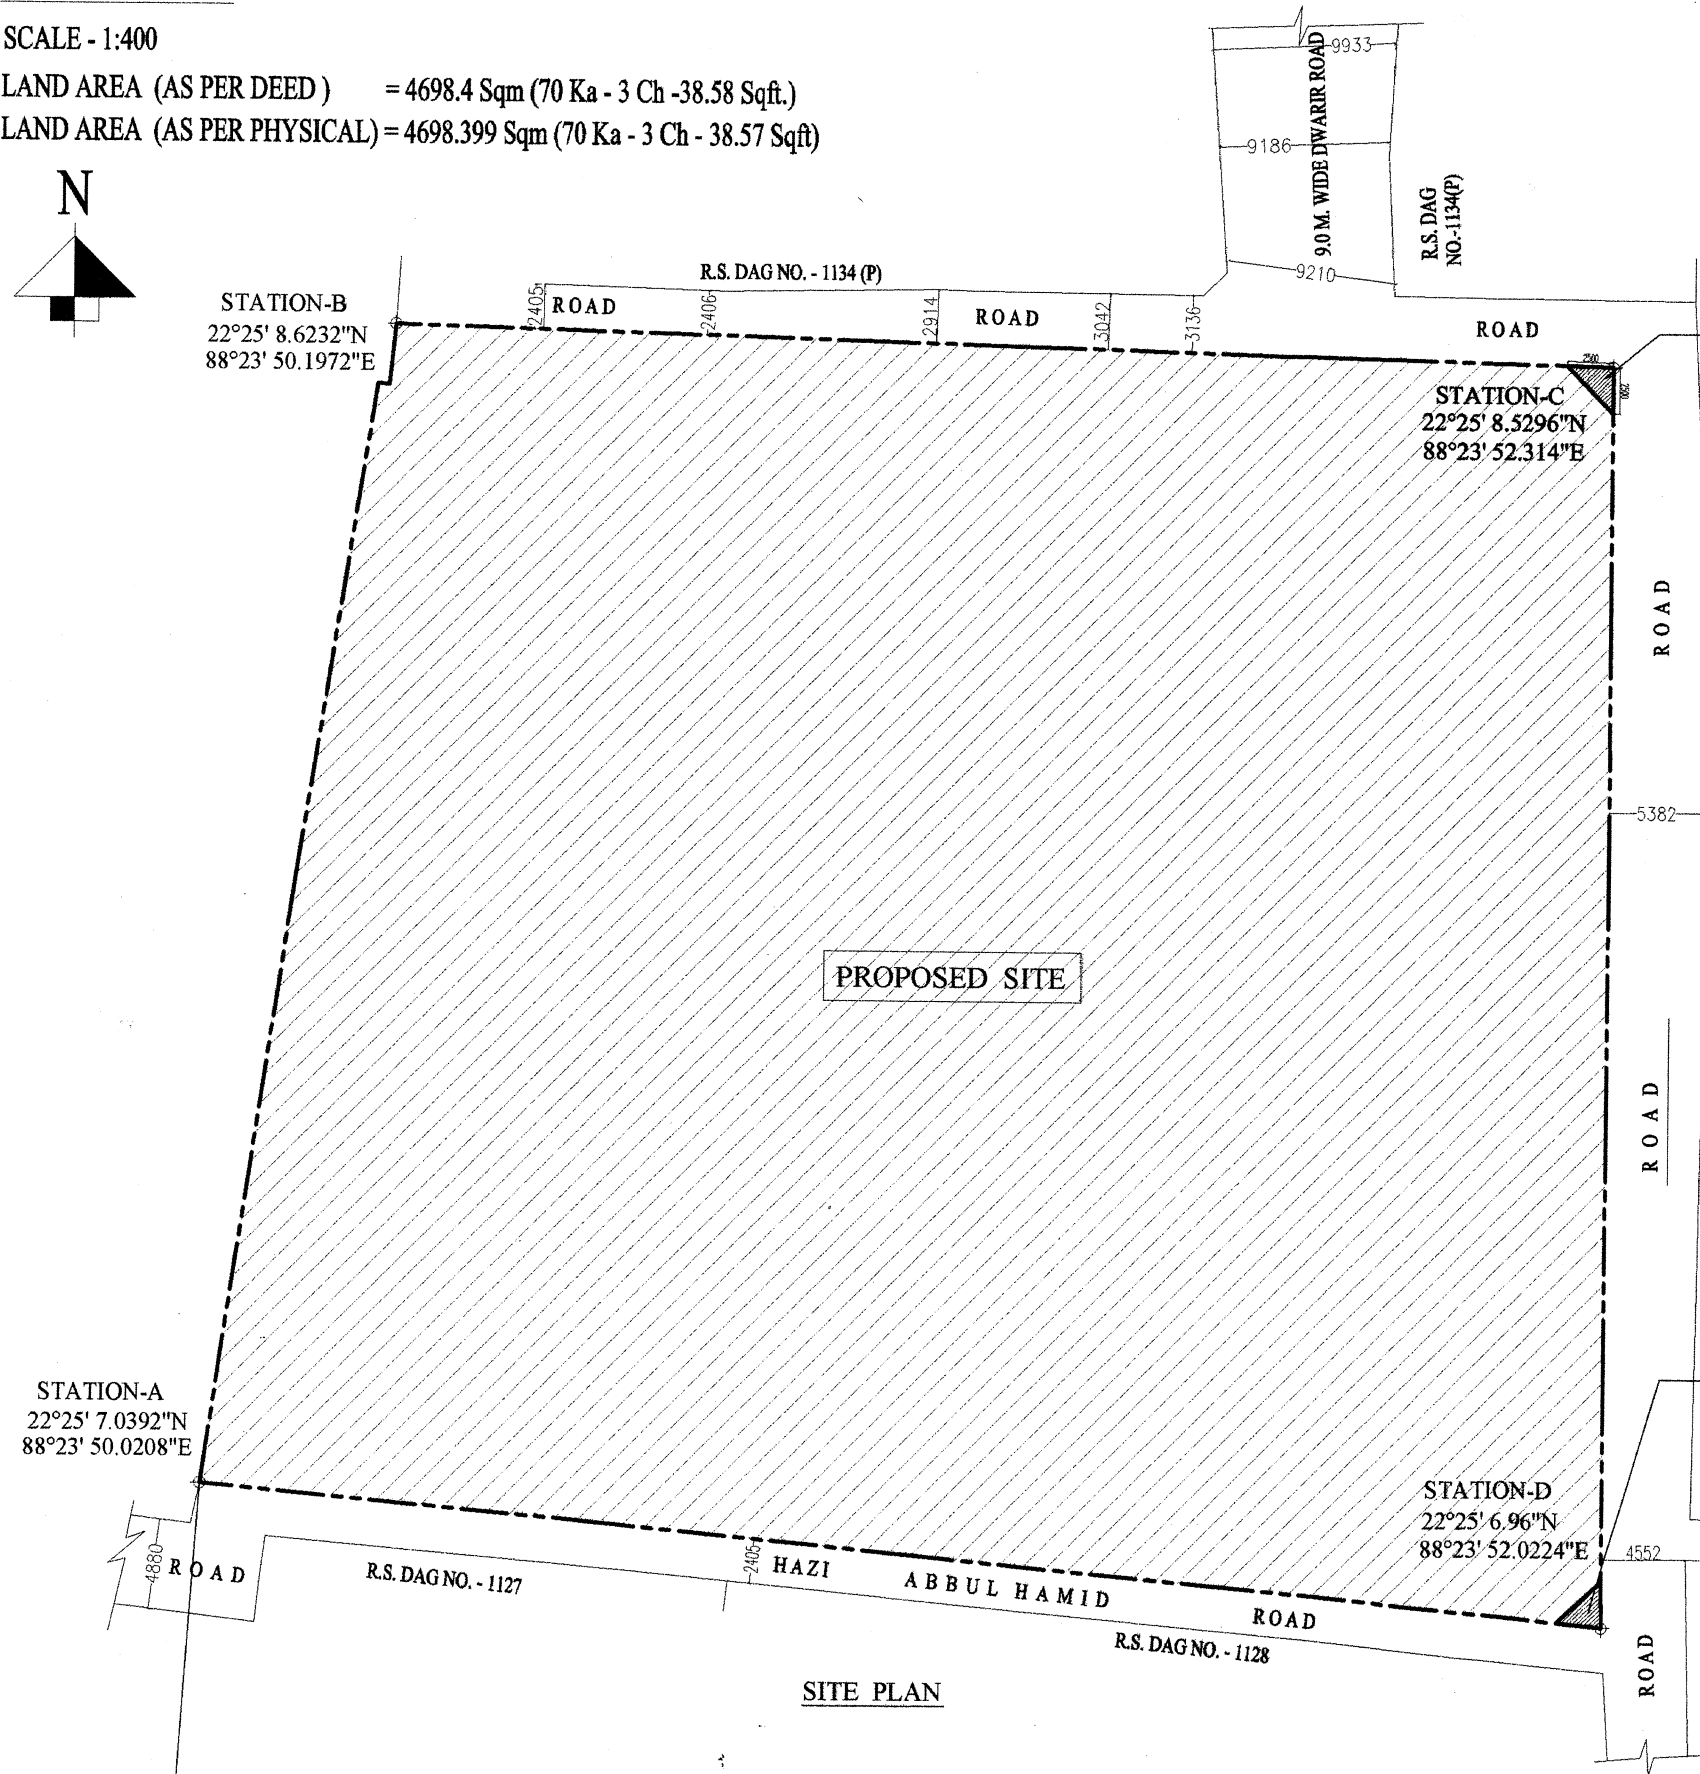 SCALE - 1:400
LAND AREA (AS PER DEED ) = 4698.4 Sqm (70 Ka - 3 Ch -38.58 Sqft.)
LAND AREA (AS PER PHYSICAL) = 4698.399 Sqm (70 Ka - 3 Ch - 38.57 Sqft)
N
9933
9186
9.0 M. WIDE DWARIR ROAD
9210
R.S. DAG
NO.-1134(P)
R.S. DAG NO. - 1134 (P)
STATION-B
22°25' 8.6232"N
88°23' 50.1972"E
2405
ROAD
2406
2914
ROAD
3042
3136
ROAD
2500
2500
STATION-C
22°25' 8.5296"N
88°23' 52.314"E
ROAD
5382
PROPOSED SITE
ROAD
STATION-A
22°25' 7.0392"N
88°23' 50.0208"E
STATION-D
22°25' 6.96"N
88°23' 52.0224"E
4552
4880
ROAD
R.S. DAG NO. - 1127
2405
HAZI ABBUL HAMID ROAD
R.S. DAG NO. - 1128
ROAD
SITE PLAN